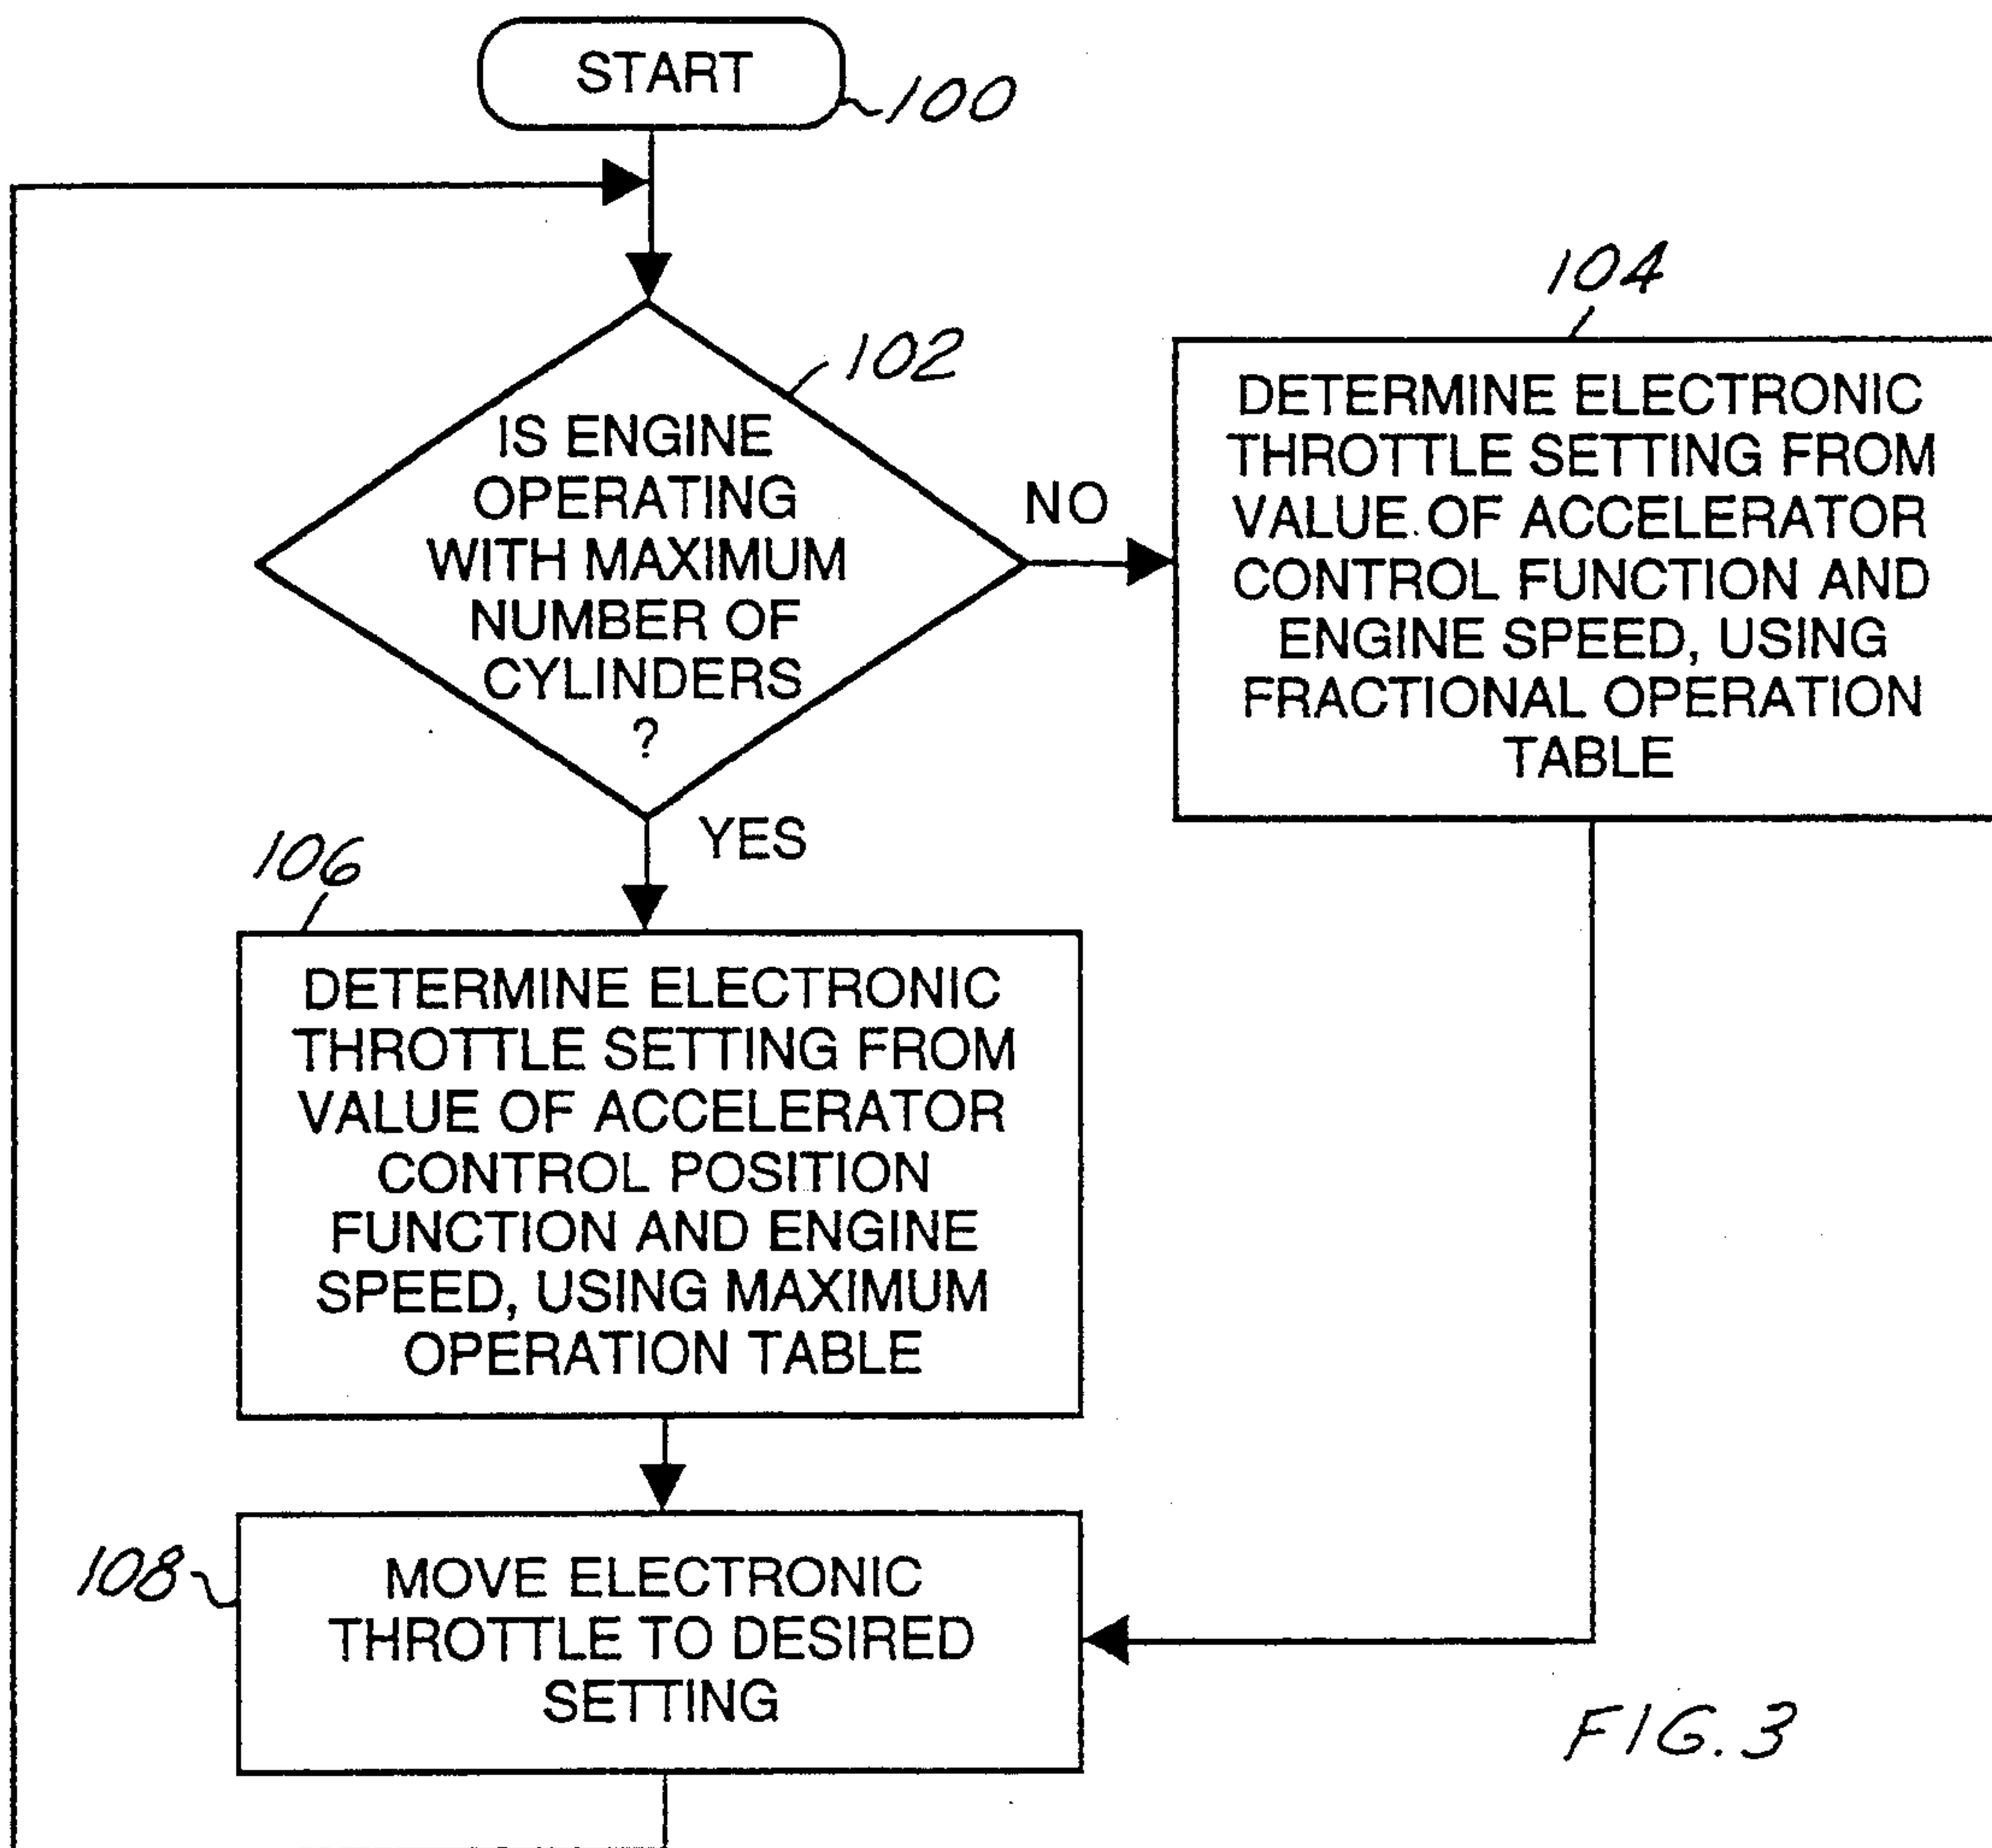 START
100
102
IS ENGINE
OPERATING
WITH MAXIMUM
NUMBER OF
CYLINDERS
?
NO
104
DETERMINE ELECTRONIC
THROTTLE SETTING FROM
VALUE OF ACCELERATOR
CONTROL FUNCTION AND
ENGINE SPEED, USING
FRACTIONAL OPERATION
TABLE
YES
106
DETERMINE ELECTRONIC
THROTTLE SETTING FROM
VALUE OF ACCELERATOR
CONTROL POSITION
FUNCTION AND ENGINE
SPEED, USING MAXIMUM
OPERATION TABLE
108
MOVE ELECTRONIC
THROTTLE TO DESIRED
SETTING
FIG. 3